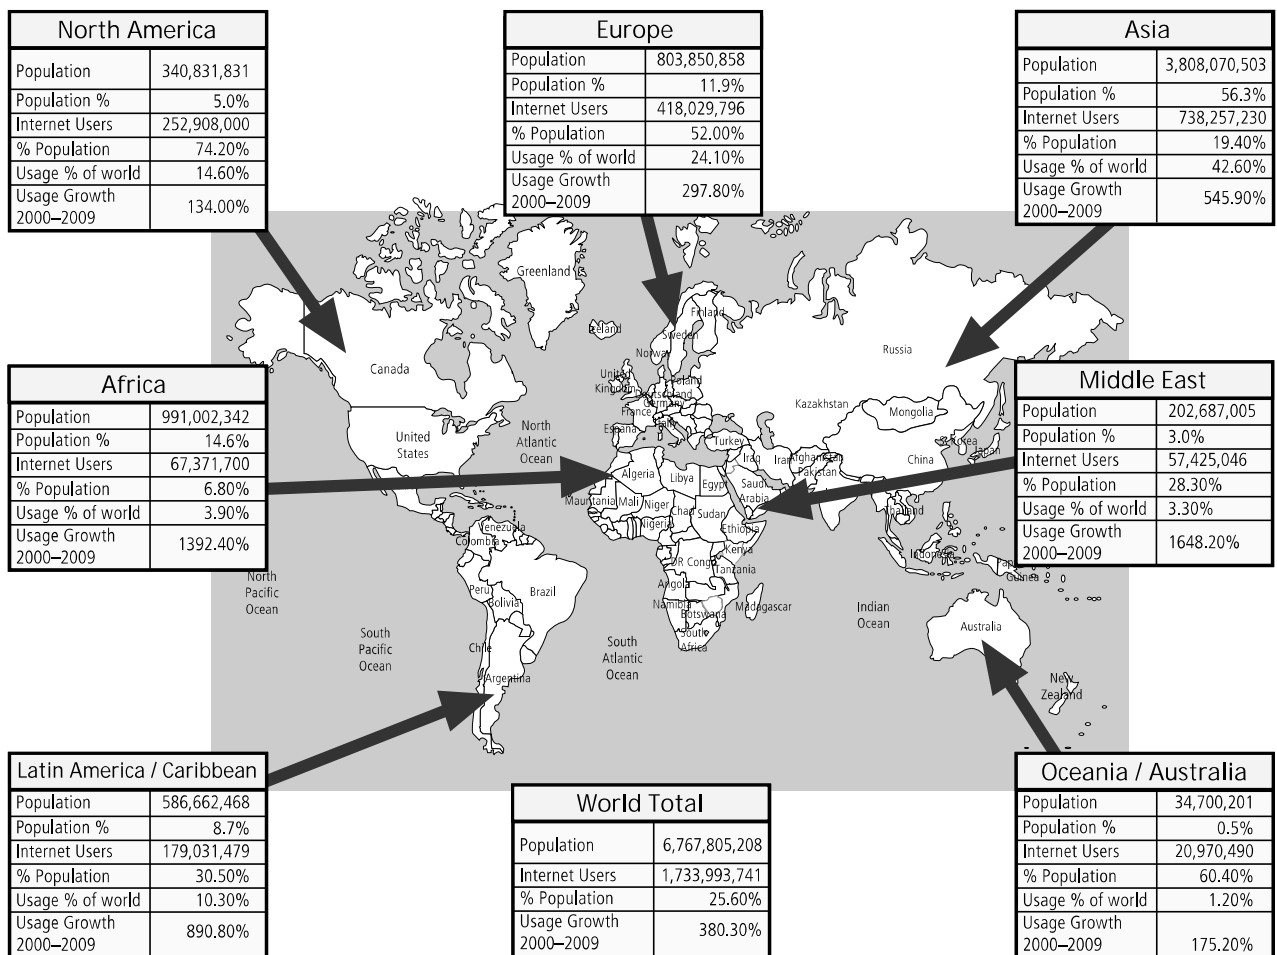 North America
Population 340,831,831
Population % 5.0%
Internet Users 252,908,000
% Population 74.20%
Usage % of world 14.60%
Usage Growth
2000–2009 134.00%
Europe
Population 803,850,858
Population % 11.9%
Internet Users 418,029,796
% Population 52.00%
Usage % of world 24.10%
Usage Growth
2000–2009 297.80%
Asia
Population 3,808,070,503
Population % 56.3%
Internet Users 738,257,230
% Population 19.40%
Usage % of world 42.60%
Usage Growth
2000–2009 545.90%
Africa
Population 991,002,342
Population % 14.6%
Internet Users 67,371,700
% Population 6.80%
Usage % of world 3.90%
Usage Growth
2000–2009 1392.40%
Middle East
Population 202,687,005
Population % 3.0%
Internet Users 57,425,046
% Population 28.30%
Usage % of world 3.30%
Usage Growth
2000–2009 1648.20%
Greenland
Iceland
Finland
Sweden
Norway
Russia
Canada
United
Kingdom
Poland
Deutschland
Germany
France
Kazakhstan
Mongolia
United
States
North
Atlantic
Ocean
Espana
Italy
Turkey
Iraq
Iran
Afghanistan
Pakistan
China
S Korea
Japan
Algeria
Libya
Egypt
Saudi
Arabia
Mauritania
Mali
Niger
Chad
Sudan
Nigeria
Ethiopia
Thailand
Venezuela
Colombia
Kenya
DR Congo
Tanzania
Indonesia
Guinea
North
Pacific
Ocean
Peru
Brazil
Bolivia
Angola
Namibia
Botswana
Madagascar
Indian
Ocean
Australia
South
Pacific
Ocean
Chile
Argentina
South
Atlantic
Ocean
South
Africa
New
Zealand
Latin America / Caribbean
Population 586,662,468
Population % 8.7%
Internet Users 179,031,479
% Population 30.50%
Usage % of world 10.30%
Usage Growth
2000–2009 890.80%
World Total
Population 6,767,805,208
Internet Users 1,733,993,741
% Population 25.60%
Usage Growth
2000–2009 380.30%
Oceania / Australia
Population 34,700,201
Population % 0.5%
Internet Users 20,970,490
% Population 60.40%
Usage % of world 1.20%
Usage Growth
2000–2009 175.20%